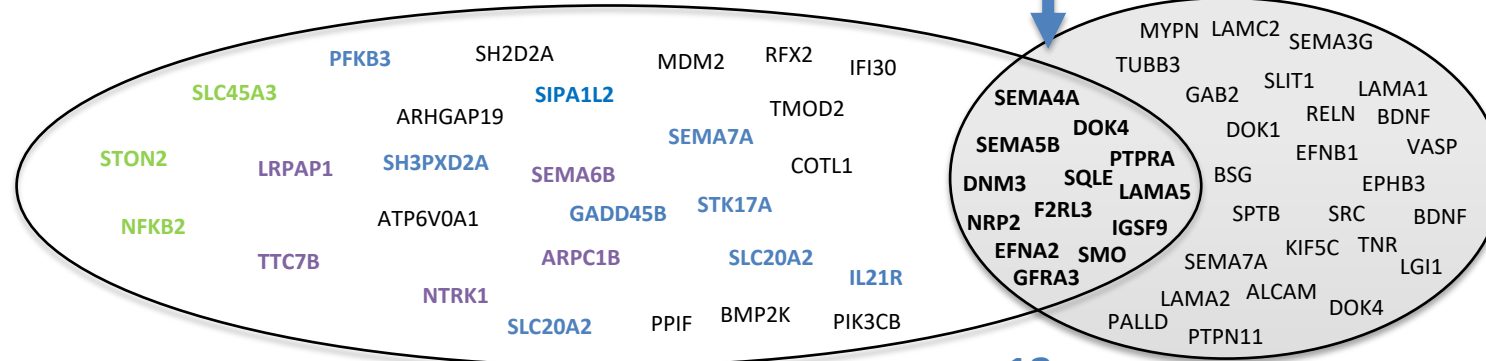 PFKB3
SH2D2A
MDM2
RFX2
IFI30
SLC45A3
SIPA1L2
TMOD2
ARHGAP19
SEMA7A
STON2
LRPAP1
SH3PXD2A
SEMA6B
COTL1
NFKB2
ATP6V0A1
GADD45B
STK17A
TTC7B
ARPC1B
SLC20A2
IL21R
NTRK1
SLC20A2
PPIF
BMP2K
PIK3CB
SEMA4A
DOK4
SEMA5B
PTPRA
DNM3
SQLE
LAMA5
F2RL3
NRP2
IGSF9
EFNA2
SMO
GFRA3
MYPN
LAMC2
SEMA3G
TUBB3
SLIT1
GAB2
LAMA1
RELN
BDNF
DOK1
EFNB1
VASP
BSG
EPHB3
SPTB
SRC
BDNF
KIF5C
TNR
SEMA7A
LGI1
LAMA2
ALCAM
DOK4
PALLD
PTPN11